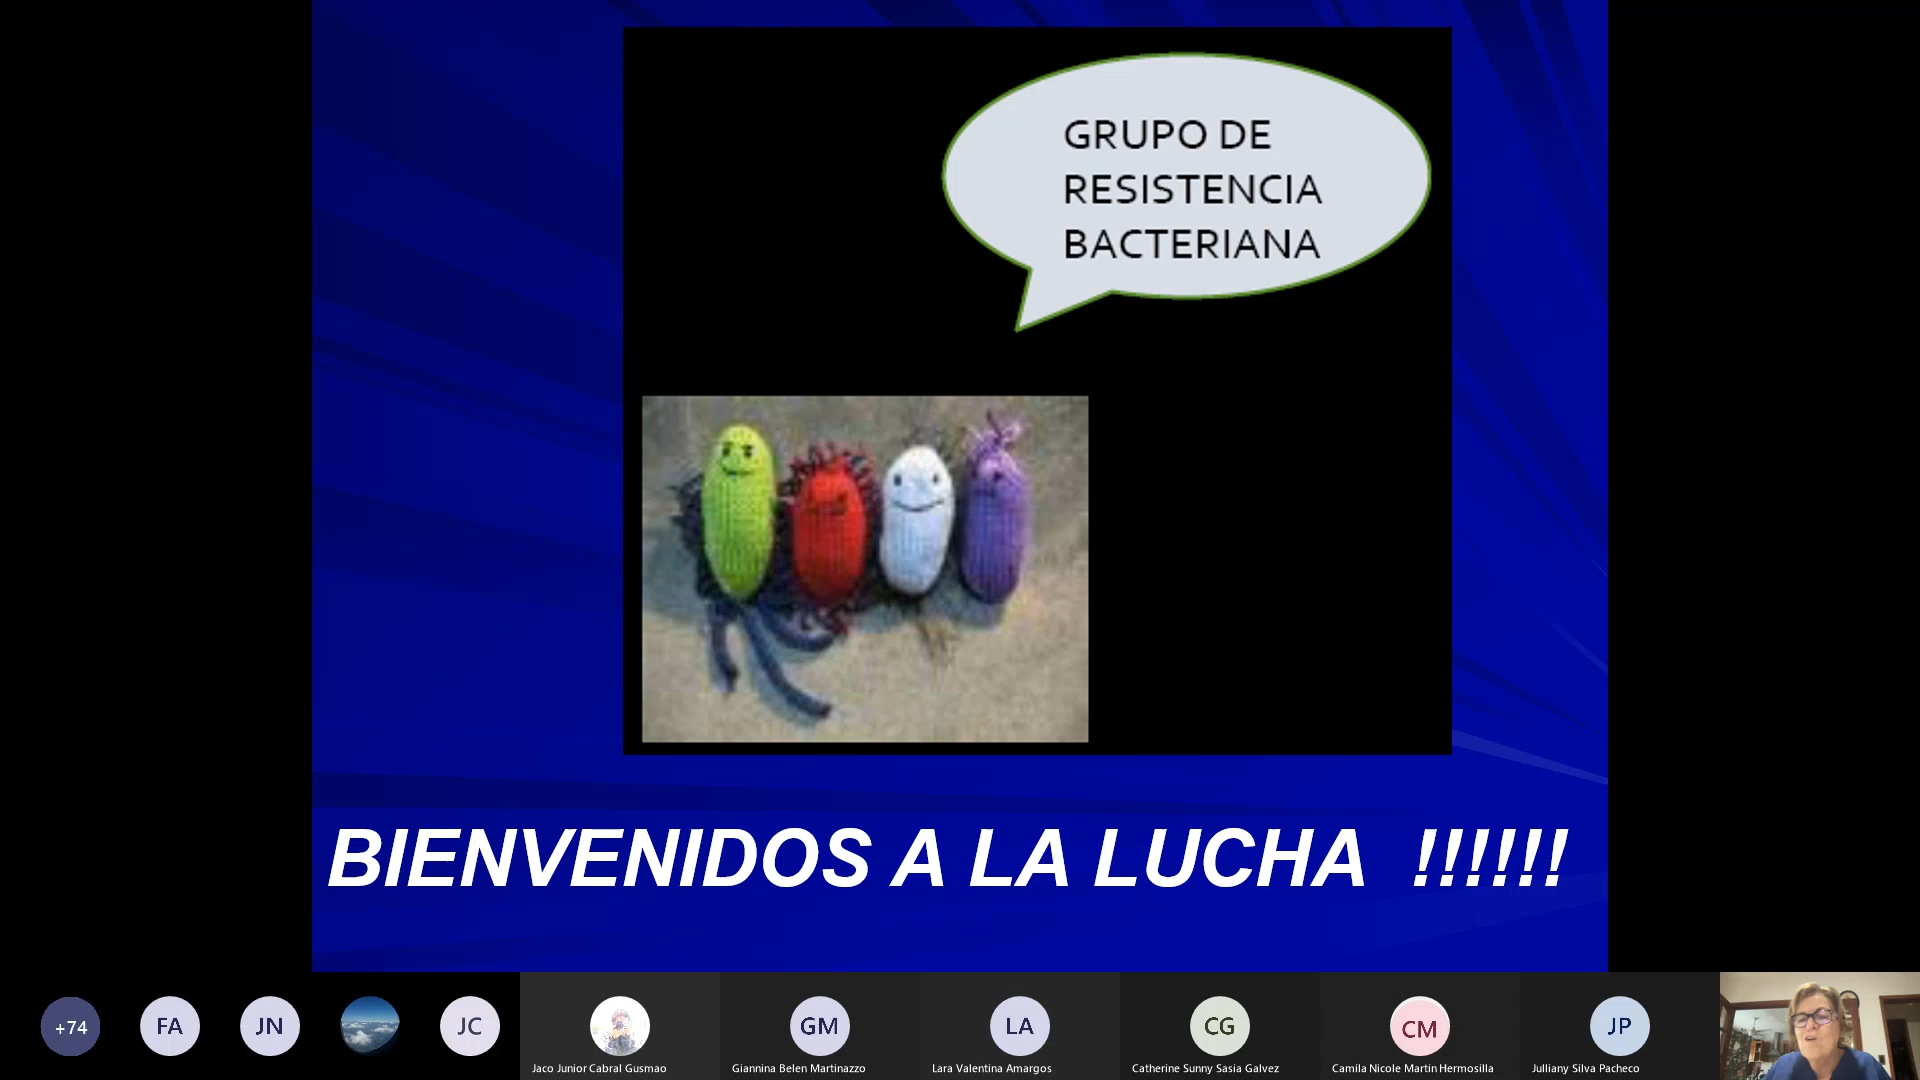 GRUPO DE
RESISTENCIA
BACTERIANA
BIENVENIDOS A LA LUCHA !!!!!!
+74
FA
JN
JC
GM
LA
CG
CM
JP
Jaco Junior Cabral Gusmao
Giannina Belen Martinazzo
Lara Valentina Amargos
Catherine Sunny Sasia Galvez
Camila Nicole Martin Hermosilla
Julliany Silva Pacheco